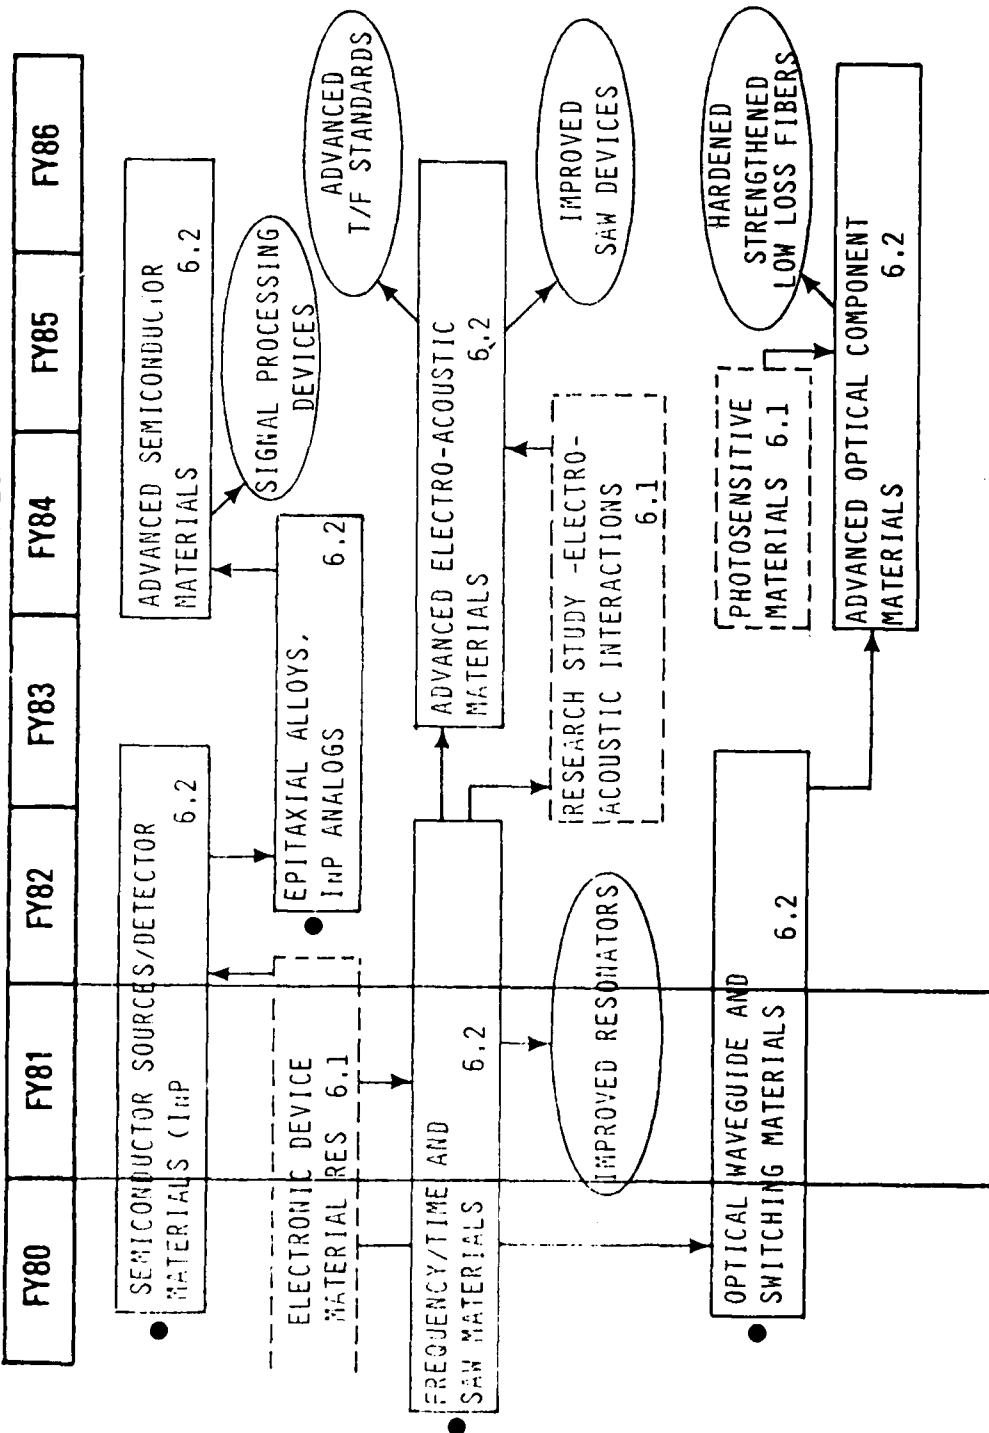 FY80 FY81 FY82 FY83 FY84 FY85 FY86
SEMICONDUCTOR SOURCES/DETECTOR
MATERIALS (InP
6.2
ADVANCED SEMICONDUCTOR
MATERIALS
6.2
SIGNAL PROCESSING
DEVICES
ELECTRONIC DEVICE
MATERIAL RES 6.1
EPITAXIAL ALLOYS,
InP ANALOGS
6.2
ADVANCED
T/F STANDARDS
FREQUENCY/TIME AND
SAW MATERIALS
6.2
ADVANCED ELECTRO-ACOUSTIC
MATERIALS
6.2
IMPROVED RESONATORS
RESEARCH STUDY -ELECTRO-
ACOUSTIC INTERACTIONS
6.1
IMPROVED
SAW DEVICES
OPTICAL WAVEGUIDE AND
SWITCHING MATERIALS
6.2
PHOTOSENSITIVE
MATERIALS 6.1
HARDENED
STRENGTHENED
LOW LOSS FIBERS
ADVANCED OPTICAL COMPONENT
MATERIALS
6.2